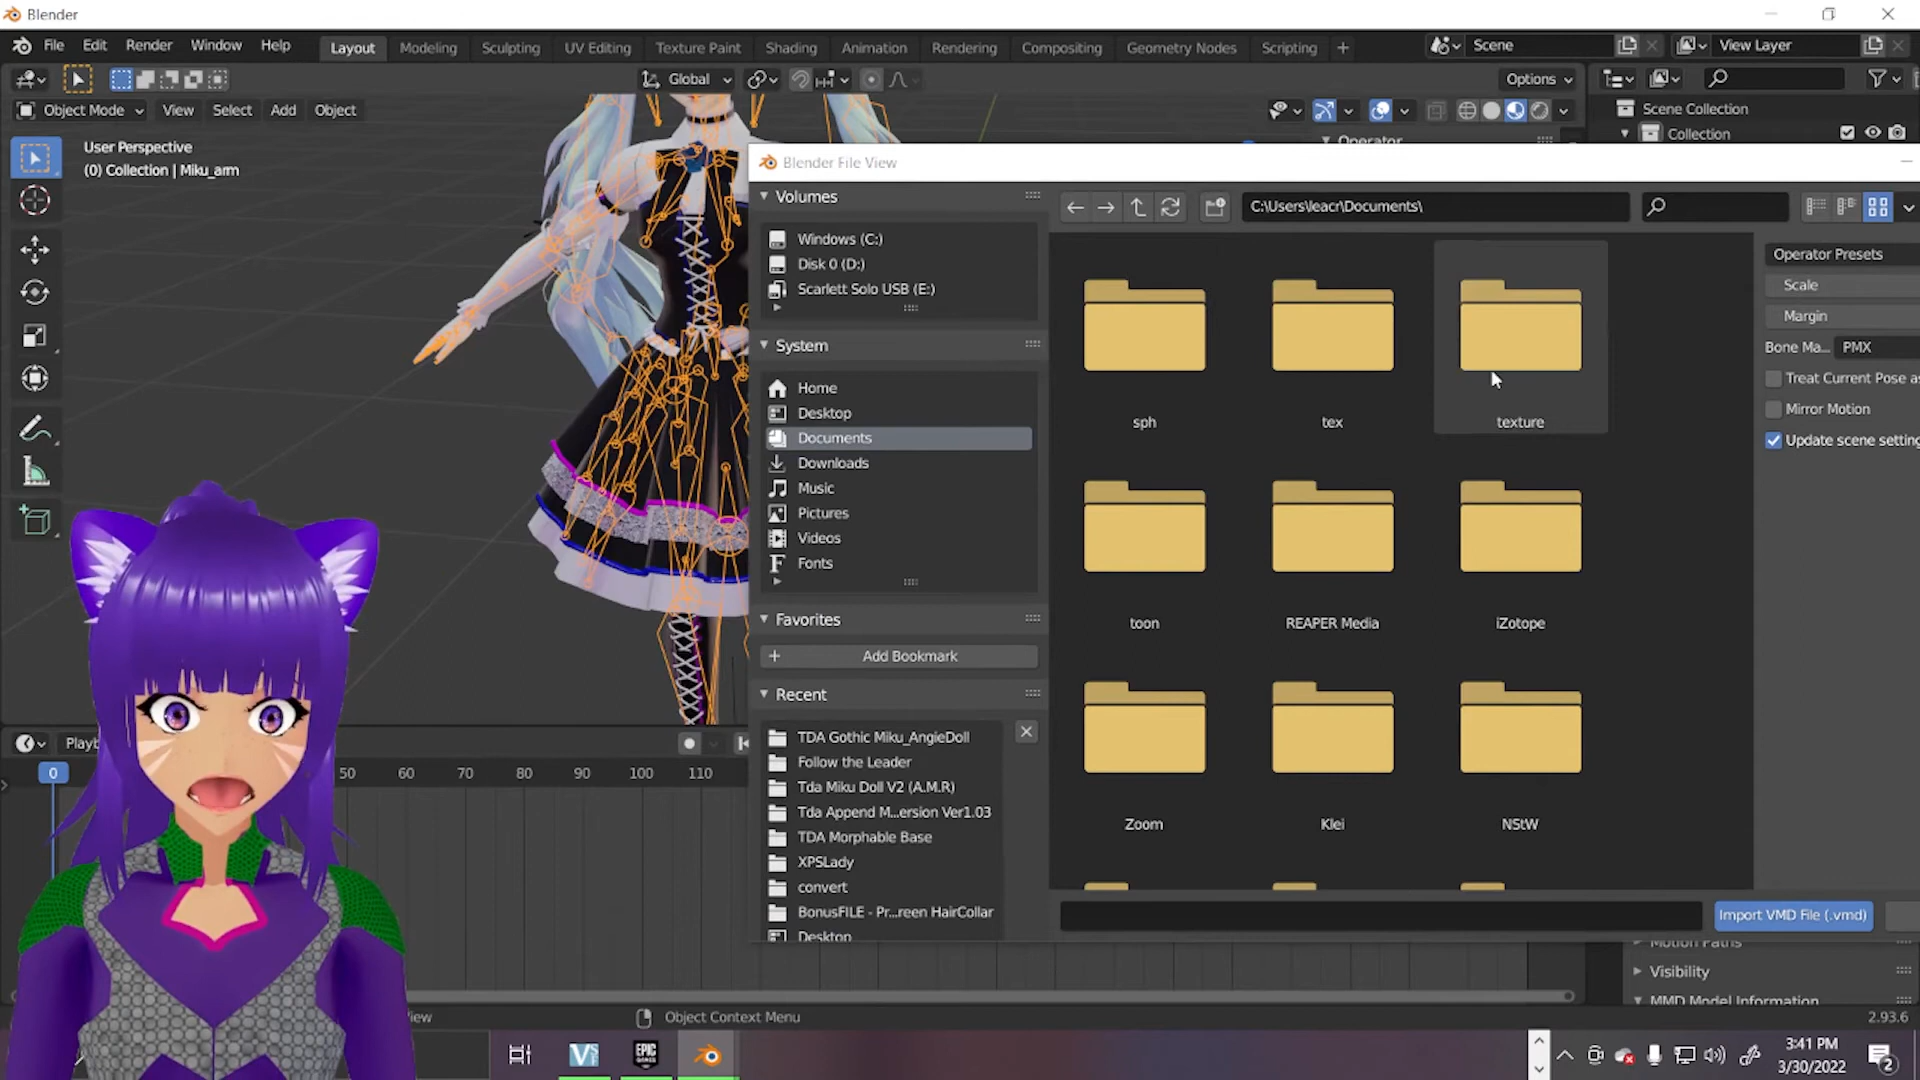 Blender
File Edit Render Window Help Layout Modeling Sculpting UV Editing Texture Paint Shading Animation Rendering Compositing Geometry Nodes Scripting + Scene View Layer
Global Options
Object Mode View Select Add Object
Scene Collection
Collection
User Perspective
(0) Collection | Miku_arm
Operator
Blender File View
Volumes
Windows (C:)
Disk 0 (D:)
Scarlett Solo USB (E:)
System
Home
Desktop
Documents
Downloads
Music
Pictures
Videos
Fonts
Favorites
Add Bookmark
Recent
TDA Gothic Miku_AngieDoll
Follow the Leader
Tda Miku Doll V2 (A.M.R)
Tda Append M...ersion Ver1.03
TDA Morphable Base
XPSLady
convert
BonusFILE - Pr...reen HairCollar
Desktop
C:\Users\leacr\Documents\
sph tex texture
toon REAPER Media iZotope
Zoom Klei NStW
Operator Presets
Scale
Margin
Bone Ma... PMX
Treat Current Pose as
Mirror Motion
Update scene setting
Import VMD File (.vmd)
Motion Paths
Visibility
MMD Model Information
0 50 60 70 80 90 100 110
Object Context Menu
2.93.6
EPIC
GAMES
3:41 PM
3/30/2022
2